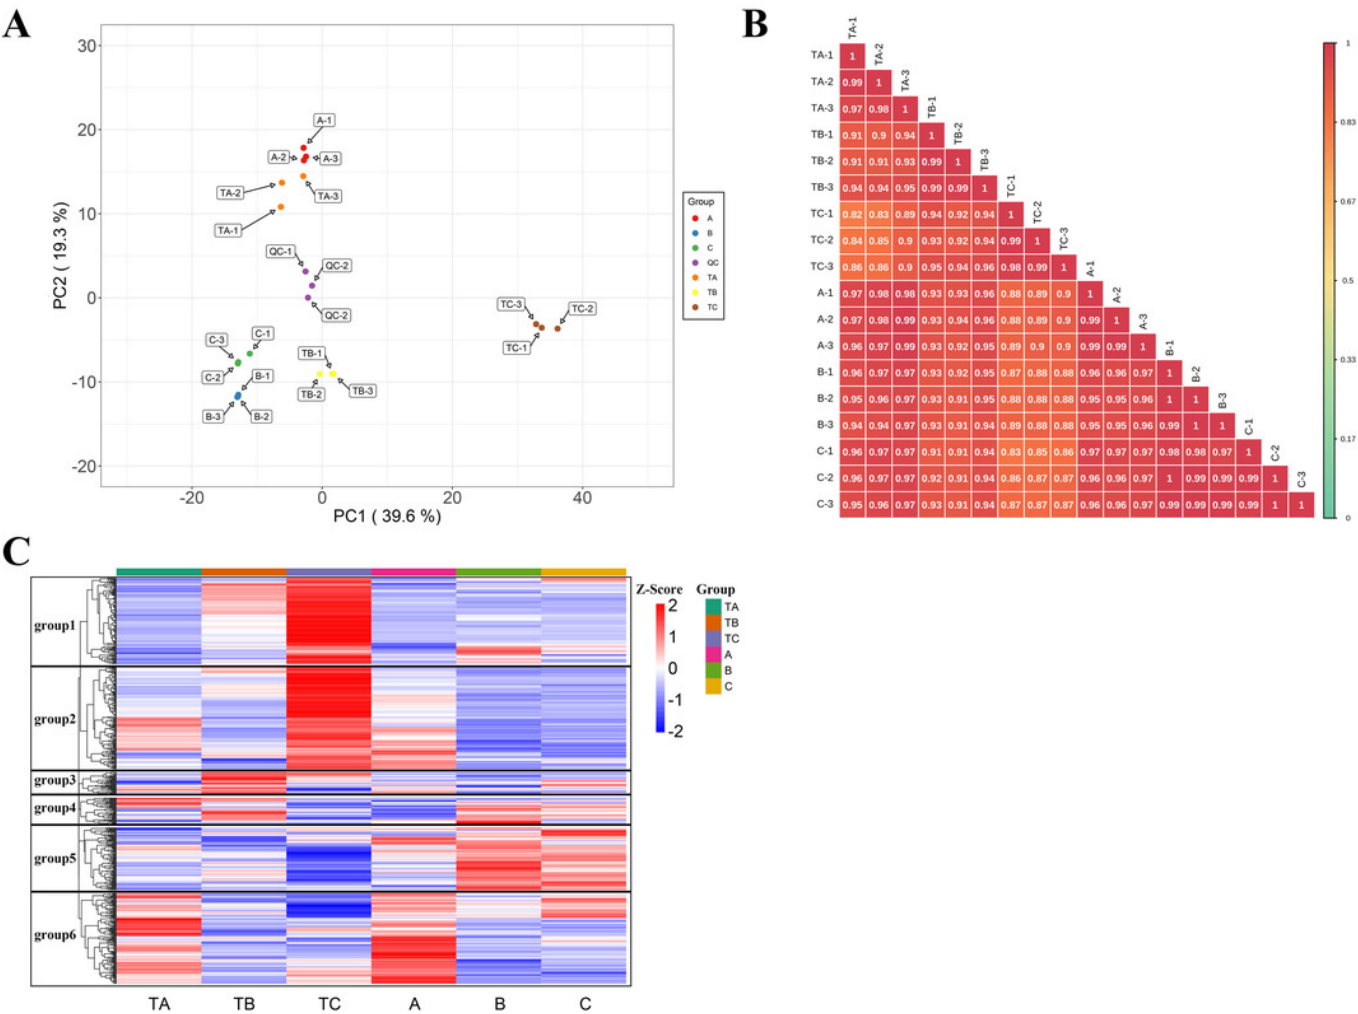 A
30
20
10
0
-10
-20
PC2 ( 19.3 %)
-20
0
20
40
PC1 ( 39.6 %)
A-1
A-2
A-3
TA-2
TA-3
TA-1
QC-1
QC-2
QC-2
TC-3
TC-2
TC-1
C-3
C-1
C-2
B-1
B-3
B-2
TB-1
TB-2
TB-3
Group
A
B
C
QC
TA
TB
TC
B
TA-1
TA-2
TA-3
TB-1
TB-2
TB-3
TC-1
TC-2
TC-3
A-1
A-2
A-3
B-1
B-2
B-3
C-1
C-2
C-3
TA-1 1
TA-2 0.99 1
TA-3 0.97 0.98 1
TB-1 0.91 0.9 0.94 1
TB-2 0.91 0.91 0.93 0.99 1
TB-3 0.94 0.94 0.95 0.99 0.99 1
TC-1 0.82 0.83 0.89 0.94 0.92 0.94 1
TC-2 0.84 0.85 0.9 0.93 0.92 0.94 0.99 1
TC-3 0.86 0.86 0.9 0.95 0.94 0.96 0.98 0.99 1
A-1 0.97 0.98 0.98 0.93 0.93 0.96 0.88 0.89 0.9 1
A-2 0.97 0.98 0.99 0.93 0.94 0.96 0.88 0.89 0.9 0.99 1
A-3 0.96 0.97 0.99 0.93 0.92 0.95 0.89 0.9 0.9 0.99 0.99 1
B-1 0.96 0.97 0.97 0.93 0.91 0.95 0.87 0.88 0.88 0.96 0.96 0.97 1
B-2 0.95 0.96 0.97 0.93 0.91 0.95 0.88 0.88 0.88 0.95 0.95 0.96 1 1
B-3 0.94 0.94 0.97 0.93 0.91 0.94 0.89 0.88 0.88 0.95 0.95 0.96 0.99 1 1
C-1 0.96 0.97 0.97 0.91 0.91 0.94 0.83 0.85 0.86 0.97 0.97 0.97 0.98 0.98 0.97 1
C-2 0.96 0.97 0.97 0.92 0.91 0.94 0.86 0.87 0.87 0.96 0.96 0.97 1 0.99 0.99 0.99 1
C-3 0.95 0.96 0.97 0.92 0.91 0.94 0.87 0.87 0.87 0.96 0.96 0.97 0.99 0.99 0.99 0.99 1 1
1
0.83
0.67
0.5
0.33
0.17
0
C
group1
group2
group3
group4
group5
group6
TA TB TC A B C
Z-Score
2
1
0
-1
-2
Group
TA
TB
TC
A
B
C